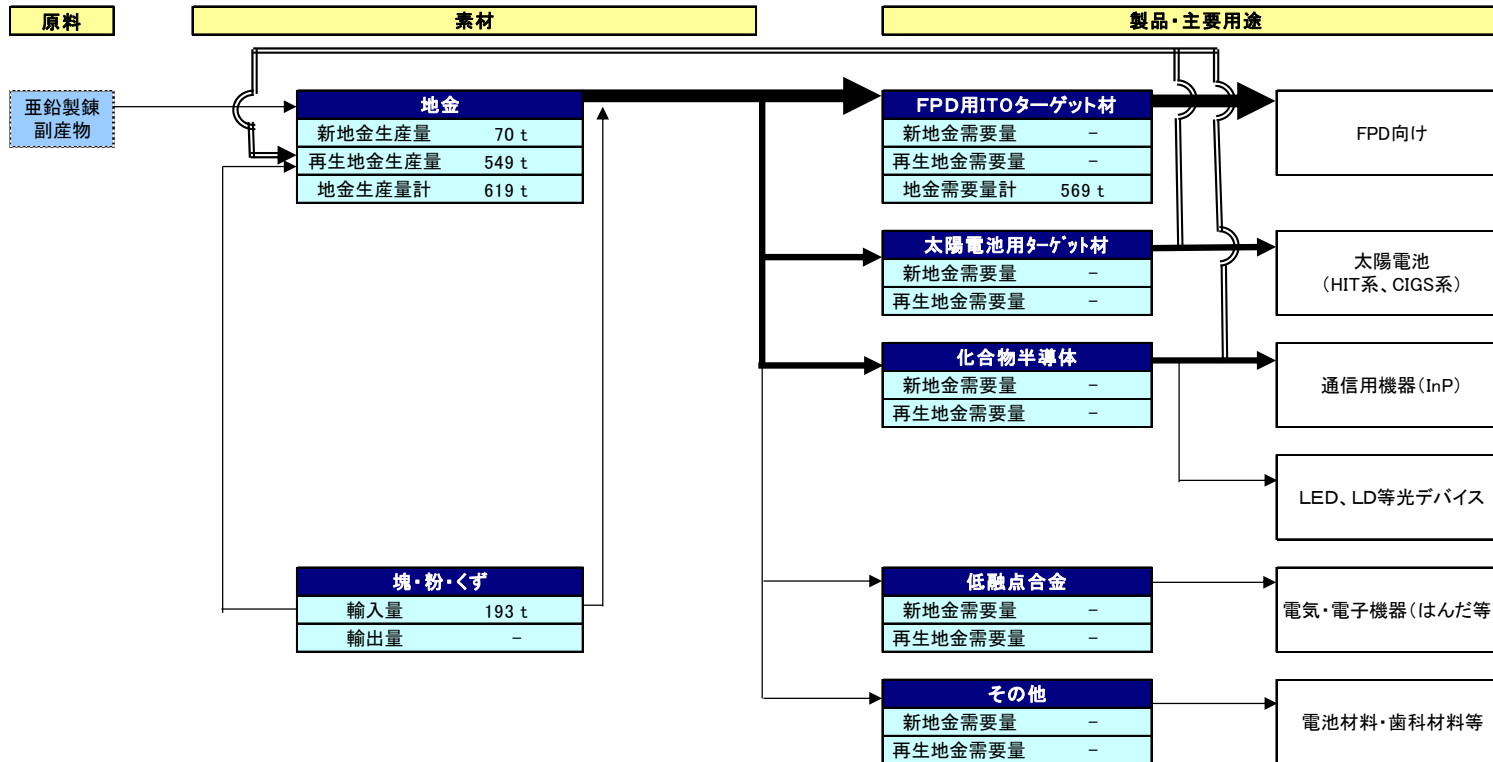 原料
素材
製品・主要用途
亜鉛製錬
副産物
地金
新地金生産量 70 t
再生地金生産量 549 t
地金生産量計 619 t
塊・粉・くず
輸入量 193 t
輸出量 -
FPD用ITOターゲット材
新地金需要量 -
再生地金需要量 -
地金需要量計 569 t
太陽電池用ターゲット材
新地金需要量 -
再生地金需要量 -
化合物半導体
新地金需要量 -
再生地金需要量 -
低融点合金
新地金需要量 -
再生地金需要量 -
その他
新地金需要量 -
再生地金需要量 -
FPD向け
太陽電池
(HIT系、CIGS系)
通信用機器(InP)
LED、LD等光デバイス
電気・電子機器(はんだ等
電池材料・歯科材料等